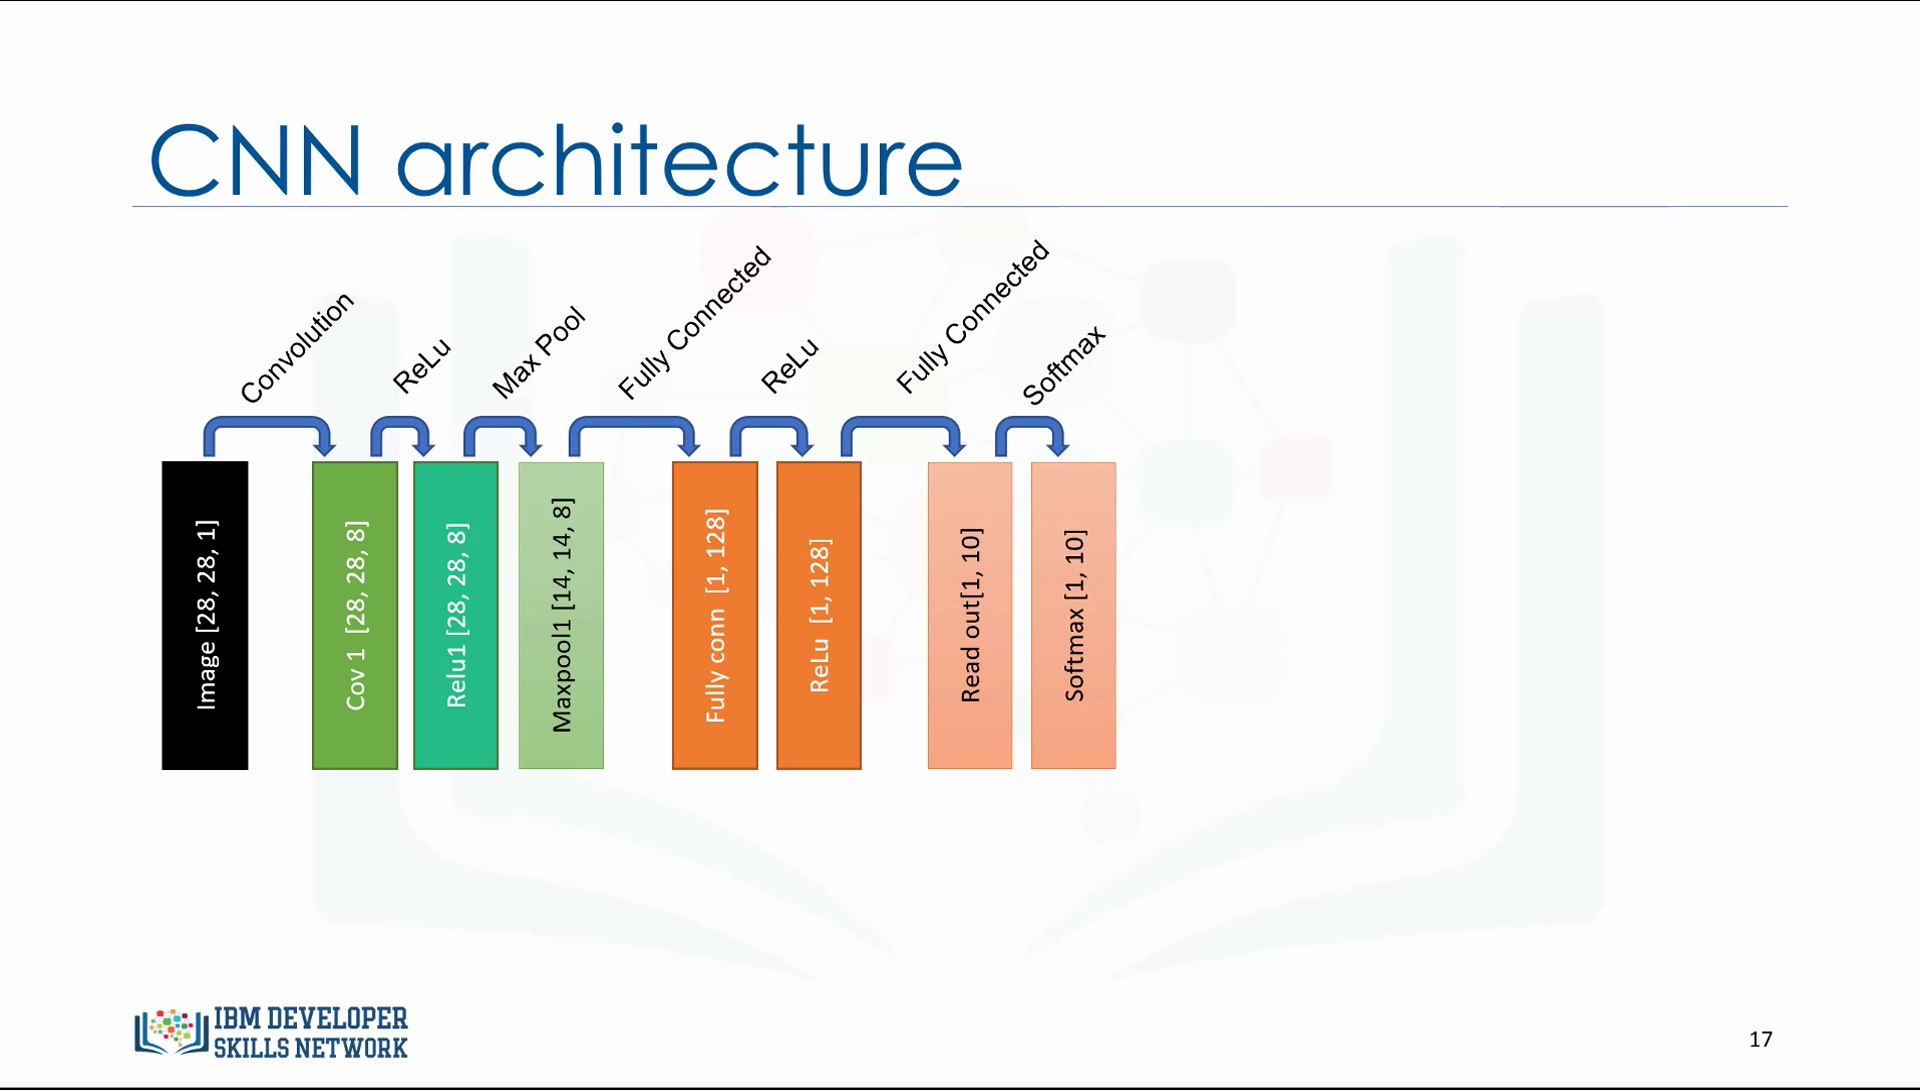 CNN architecture
Convolution
ReLu
Max Pool
Fully Connected
ReLu
Fully Connected
Softmax
Image [28, 28, 1]
Cov 1 [28, 28, 8]
Relu1 [28, 28, 8]
Maxpool1 [14, 14, 8]
Fully conn [1, 128]
ReLu [1, 128]
Read out[1, 10]
Softmax [1, 10]
IBM DEVELOPER
SKILLS NETWORK
17